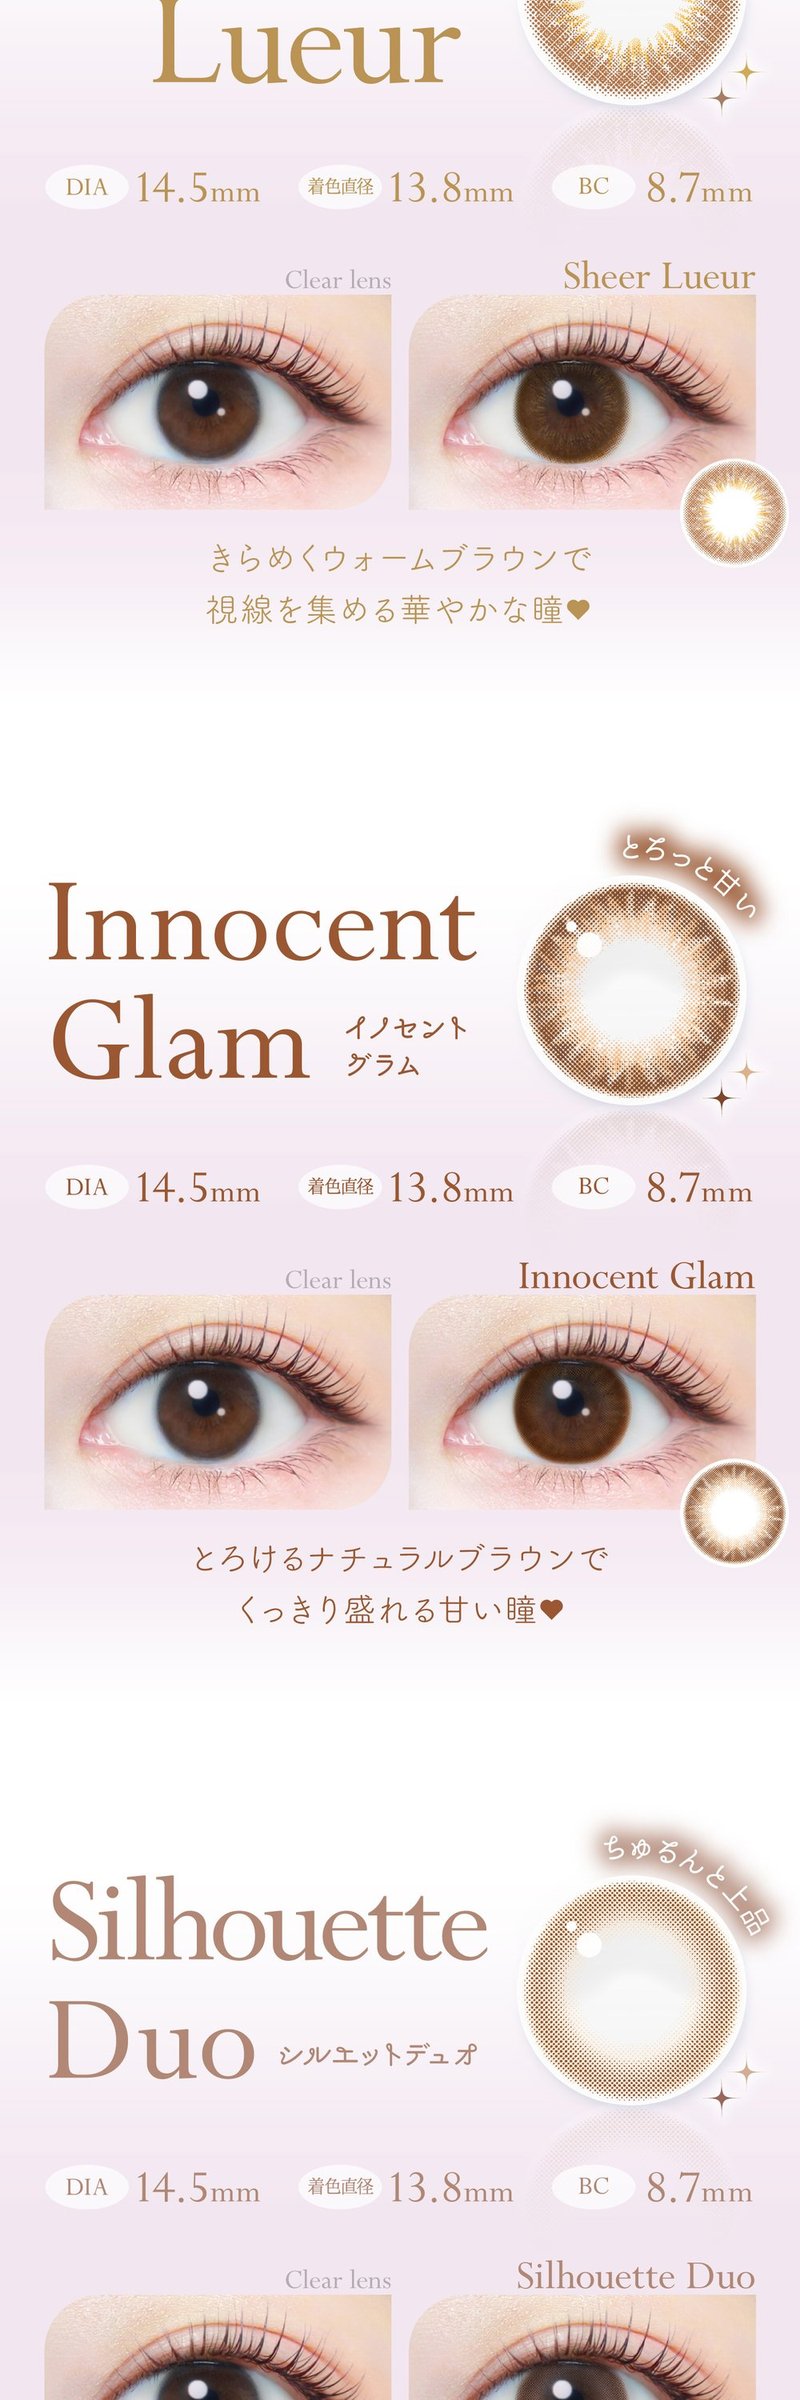 Lueur
DIA 14.5mm 着色直径 13.8mm BC 8.7mm
Clear lens
Sheer Lueur
きらめくウォームブラウンで
視線を集める華やかな瞳♥
とろっと甘い
Innocent
Glam イノセント
グラム
DIA 14.5mm 着色直径 13.8mm BC 8.7mm
Clear lens
Innocent Glam
とろけるナチュラルブラウンで
くっきり盛れる甘い瞳♥
ちゅるんと上品
Silhouette
Duo シルエットデュオ
DIA 14.5mm 着色直径 13.8mm BC 8.7mm
Clear lens
Silhouette Duo